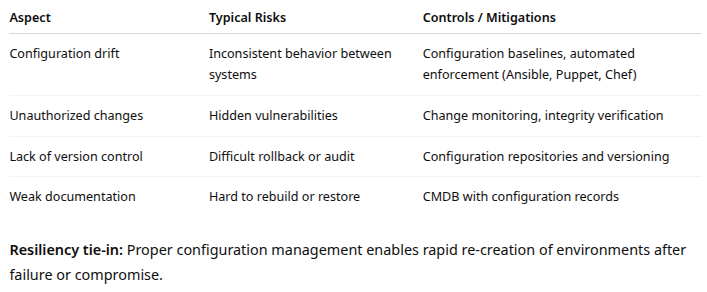 Aspect Typical Risks Controls / Mitigations
Configuration drift Inconsistent behavior between Configuration baselines, automated
systems enforcement (Ansible, Puppet, Chef)
Unauthorized changes Hidden vulnerabilities Change monitoring, integrity verification
Lack of version control Difficult rollback or audit Configuration repositories and versioning
Weak documentation Hard to rebuild or restore CMDB with configuration records
Resiliency tie-in: Proper configuration management enables rapid re-creation of environments after
failure or compromise.